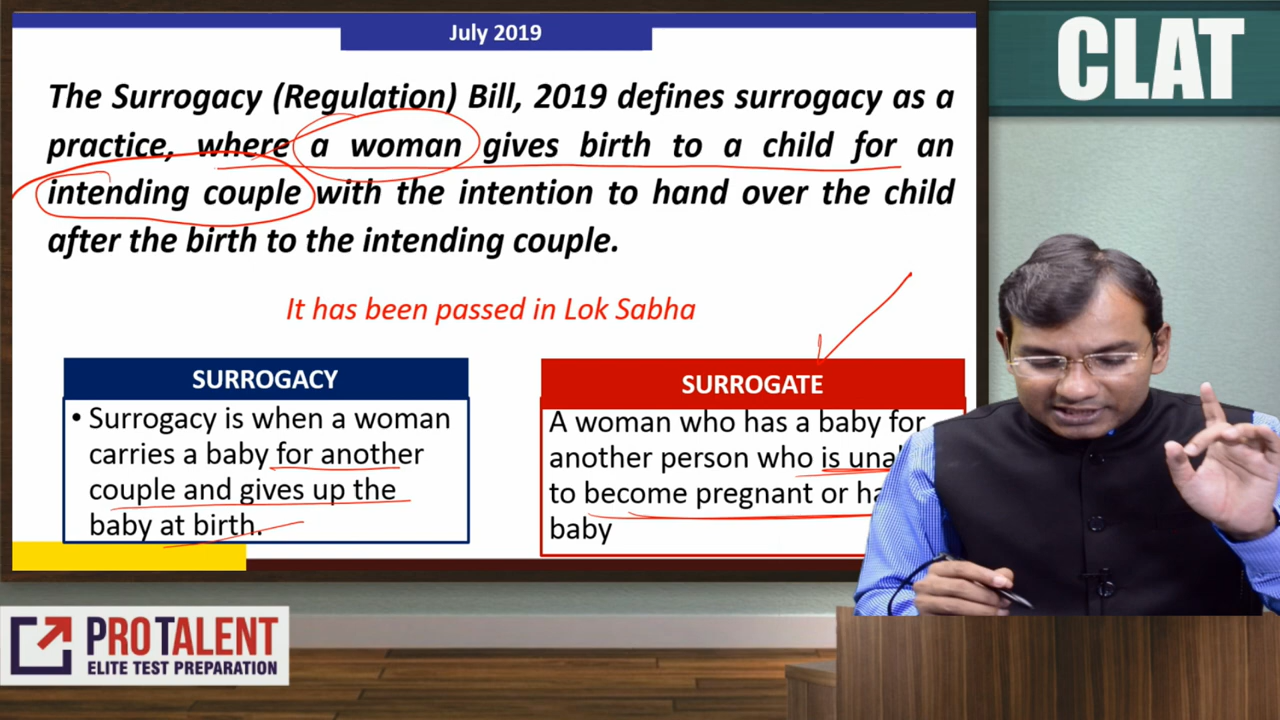 July 2019
CLAT
The Surrogacy (Regulation) Bill, 2019 defines surrogacy as a
practice, where a woman gives birth to a child for an
intending couple with the intention to hand over the child
after the birth to the intending couple.
It has been passed in Lok Sabha
SURROGACY
• Surrogacy is when a woman
carries a baby for another
couple and gives up the
baby at birth.
SURROGATE
A woman who has a baby for
another person who is
to become pregnant or
baby
PROTALENT
ELITE TEST PREPARATION